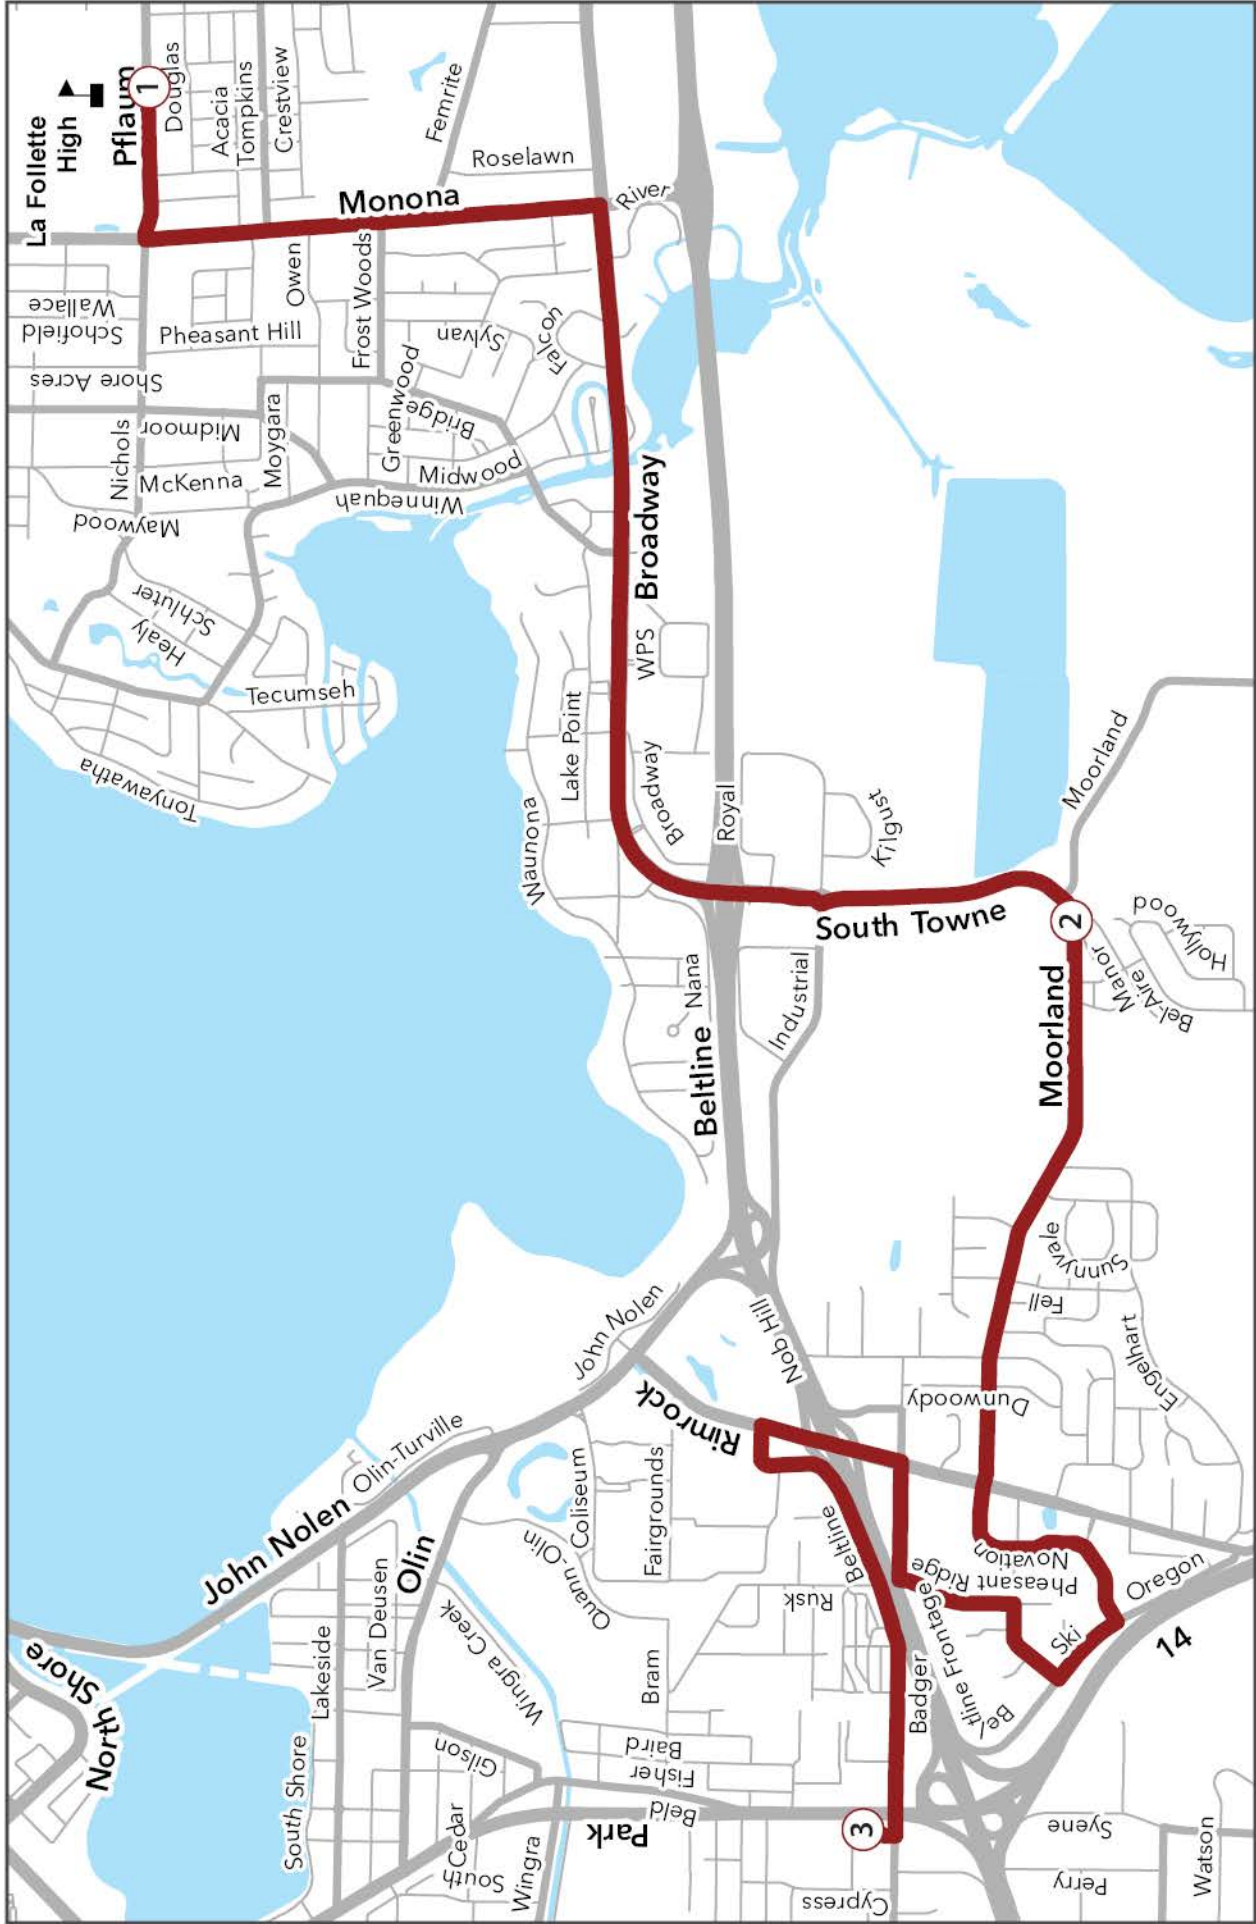 La Follette
High
Pflaum
1
Douglas
Acacia
Tompkins
Crestview
Femrite
Roselawn
Monona
River
Wallace
Schofield
Pheasant Hill
Owen
Frost Woods
Sylvan
Falcon
Shore Acres
Nichols
Midmoor
McKenna
Moygara
Greenwood
Bridge
Midwood
Winnequah
Maywood
Schluter
Healy
Tecumseh
Tonyawatha
Broadway
WPS
Lake Point
Waunona
Broadway
Royal
Kilgust
Moorland
South Towne
2
Manor
Bel-Aire
Hollywood
Moorland
Nana
Beltline
Industrial
Sunnyvale
Fell
Engelhart
Dunwoody
Nob Hill
John Nolen
Rimrock
Olin-Turville
John Nolen
Olin
Van Deusen
Lakeside
South Shore
North Shore
Coliseum
Quann-Olin
Fairgrounds
Beltline
Rusk
Bram
Wingra Creek
Novation
Pheasant Ridge
Oregon
Ski
14
Beltline Frontage
Beltline
Badger
Baird
Fisher
Gilson
Beld
Park
3
Cedar
South
Wingra
Cypress
Syene
Perry
Watson